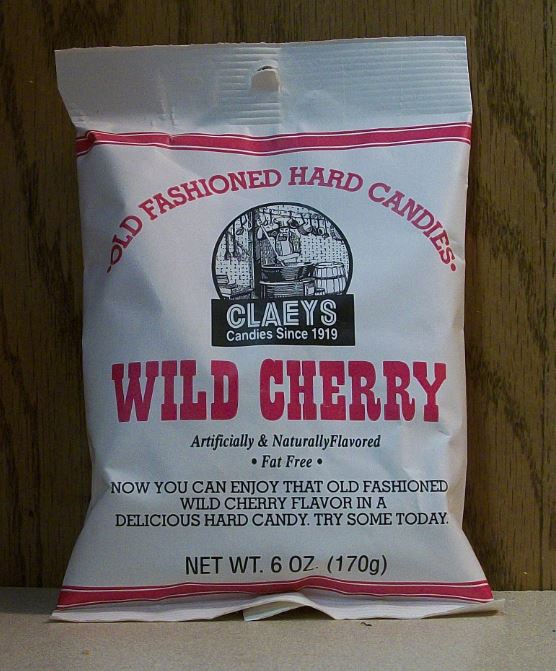 •OLD FASHIONED HARD CANDIES•
CLAEYS
Candies Since 1919
WILD CHERRY
Artificially & NaturallyFlavored
• Fat Free •
NOW YOU CAN ENJOY THAT OLD FASHIONED
WILD CHERRY FLAVOR IN A
DELICIOUS HARD CANDY. TRY SOME TODAY.
NET WT. 6 OZ. (170g)